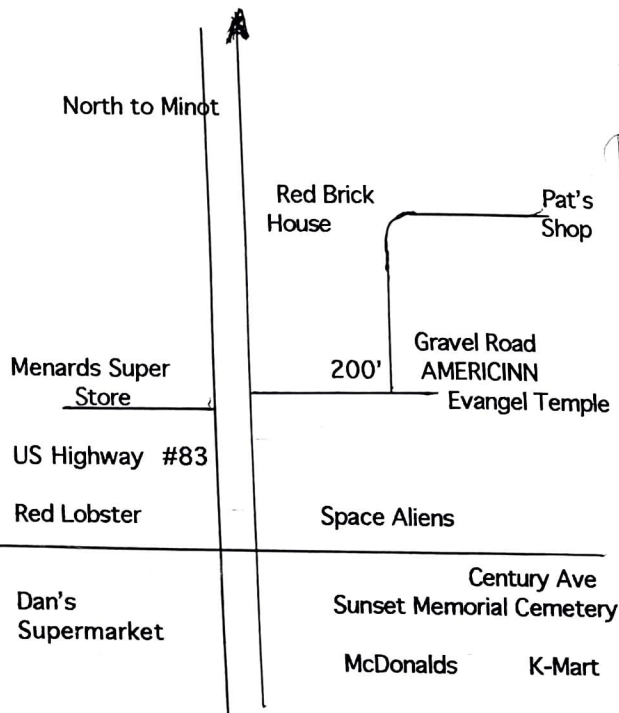 North to Minot
Red Brick
House
Pat's
Shop
Gravel Road
200' AMERICINN
Evangel Temple
Menards Super
Store
US Highway #83
Red Lobster
Space Aliens
Century Ave
Sunset Memorial Cemetery
Dan's
Supermarket
McDonalds K-Mart